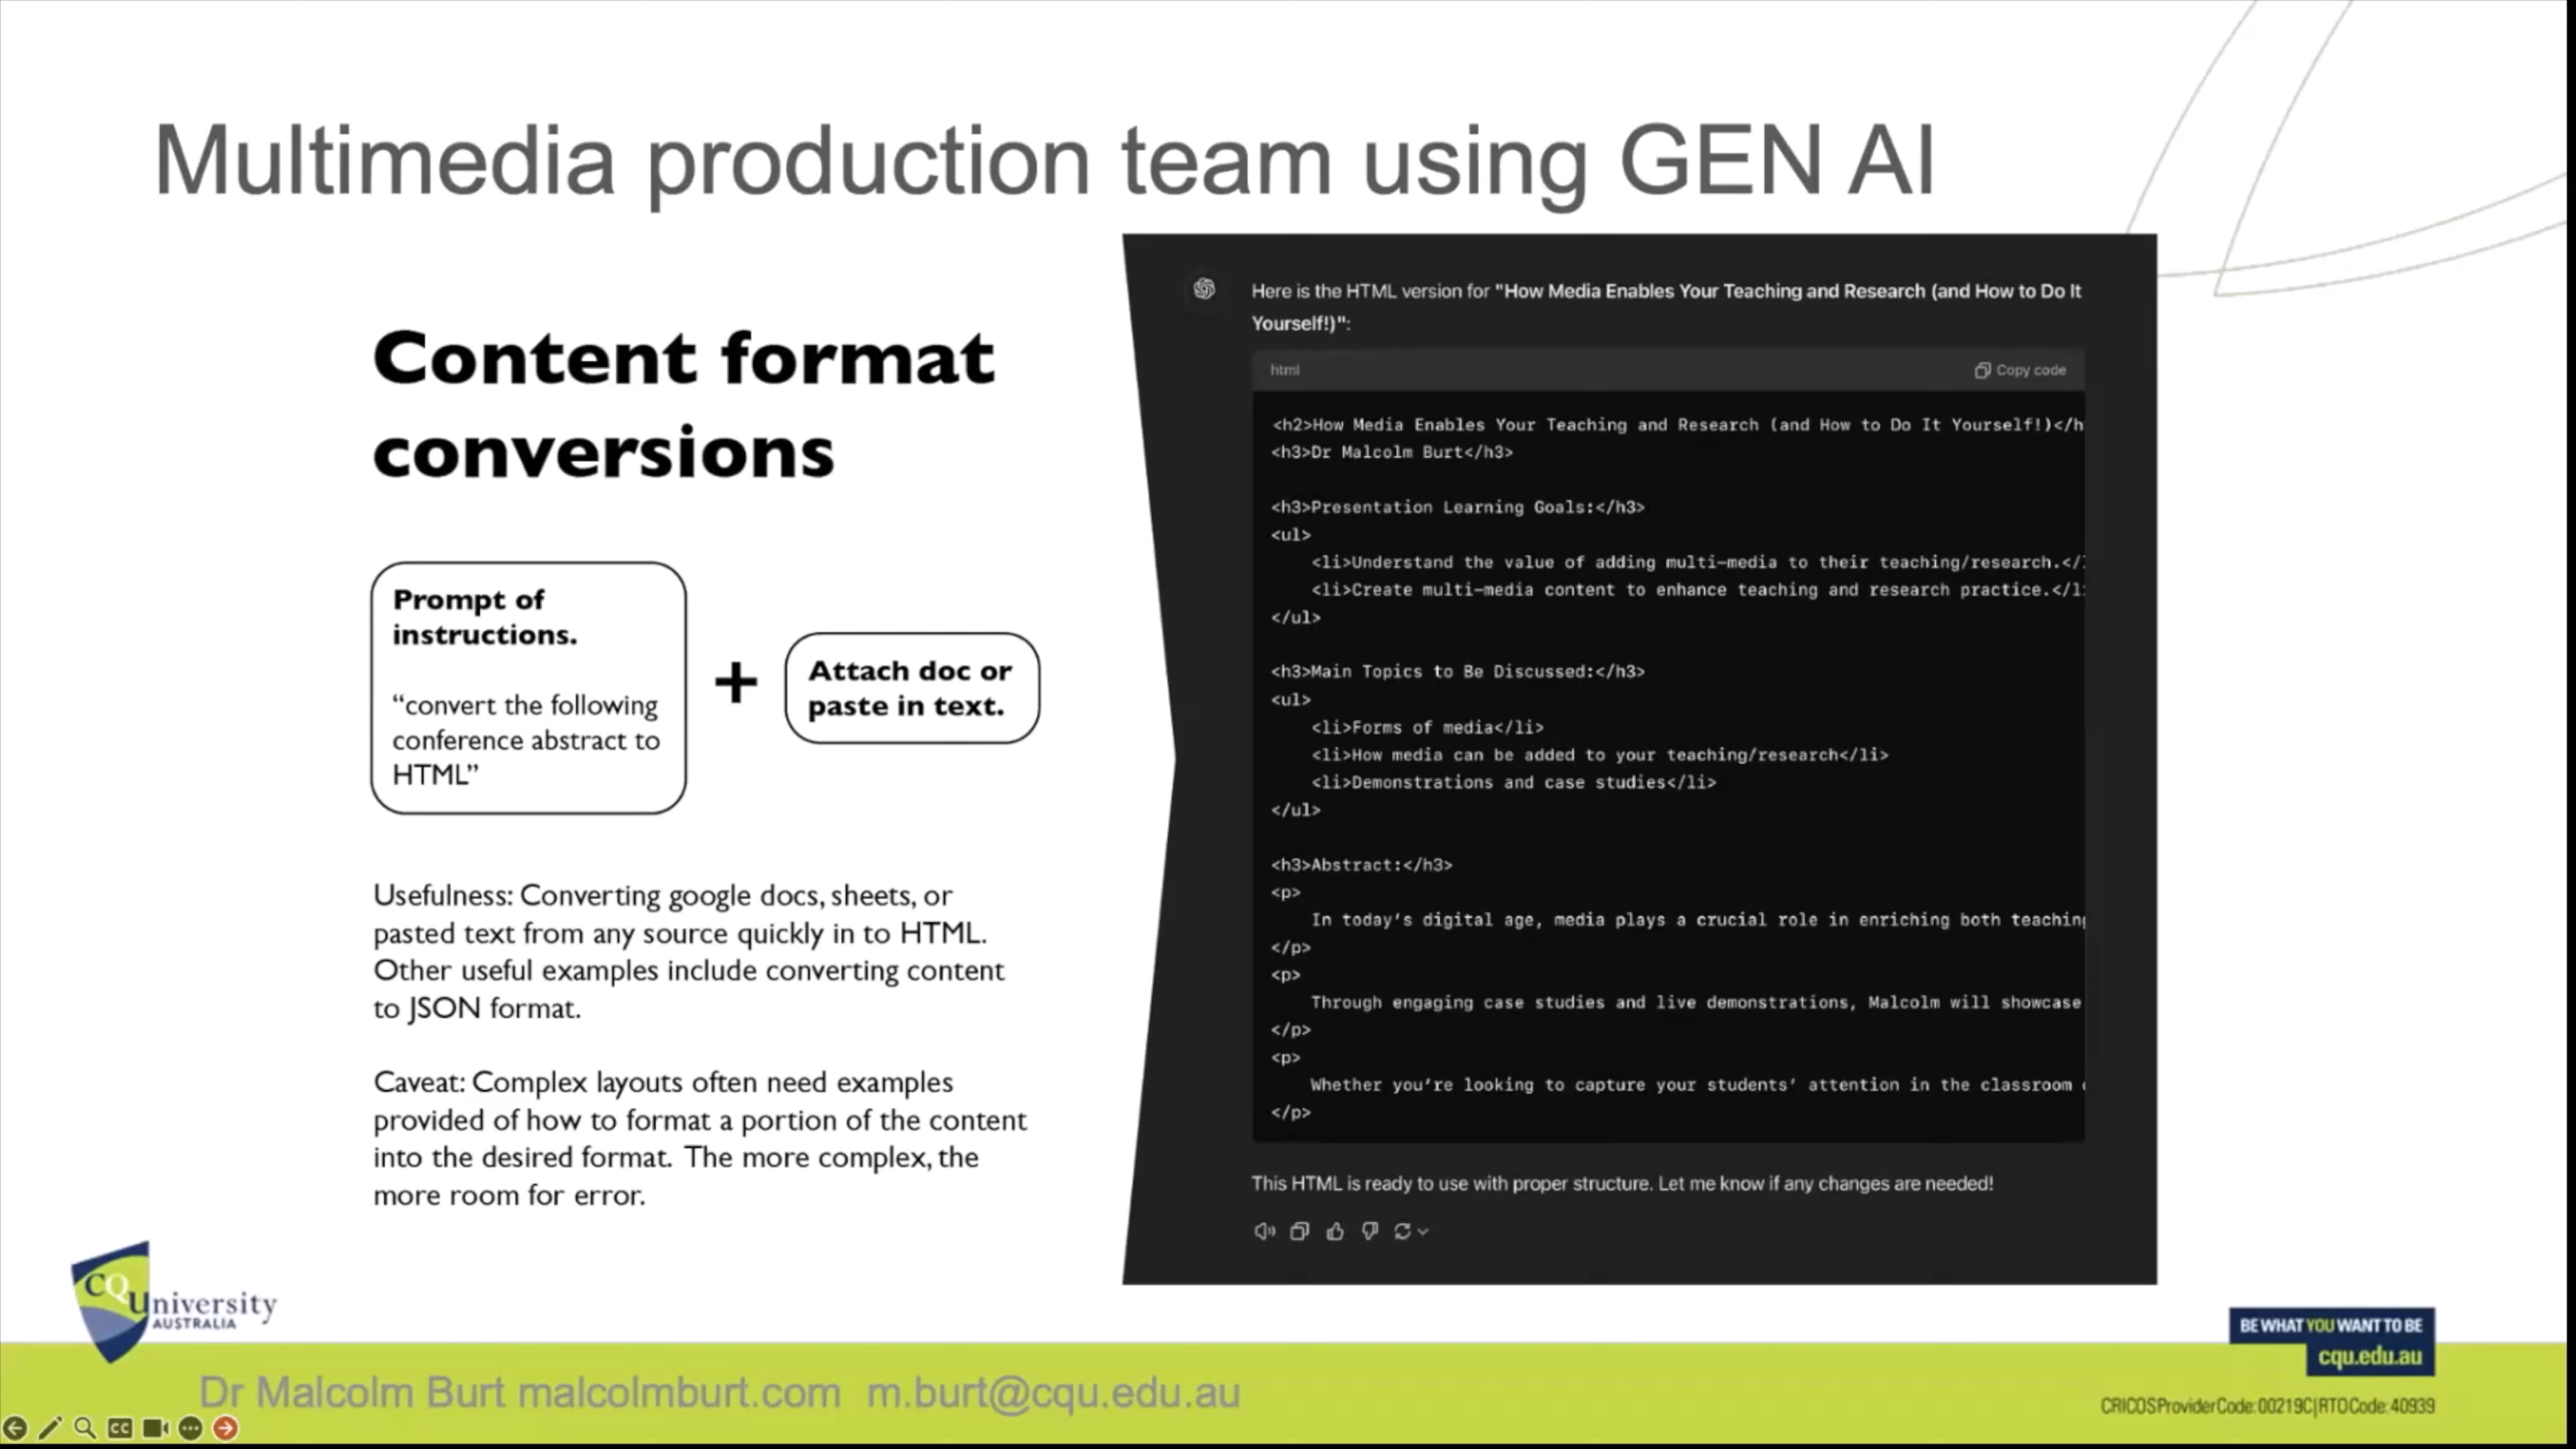 Multimedia production team using GEN AI
Content format
conversions
Prompt of
instructions.
“convert the following
conference abstract to
HTML”
+
Attach doc or
paste in text.
Usefulness: Converting google docs, sheets, or
pasted text from any source quickly in to HTML.
Other useful examples include converting content
to JSON format.
Caveat: Complex layouts often need examples
provided of how to format a portion of the content
into the desired format. The more complex, the
more room for error.
Here is the HTML version for "How Media Enables Your Teaching and Research (and How to Do It
Yourself!)":
html
Copy code
<h2>How Media Enables Your Teaching and Research (and How to Do It Yourself!)</h
<h3>Dr Malcolm Burt</h3>
<h3>Presentation Learning Goals:</h3>
<ul>
<li>Understand the value of adding multi-media to their teaching/research.</l
<li>Create multi-media content to enhance teaching and research practice.</li
</ul>
<h3>Main Topics to Be Discussed:</h3>
<ul>
<li>Forms of media</li>
<li>How media can be added to your teaching/research</li>
<li>Demonstrations and case studies</li>
</ul>
<h3>Abstract:</h3>
<p>
In today’s digital age, media plays a crucial role in enriching both teaching
</p>
<p>
Through engaging case studies and live demonstrations, Malcolm will showcase
</p>
<p>
Whether you’re looking to capture your students’ attention in the classroom
</p>
This HTML is ready to use with proper structure. Let me know if any changes are needed!
CQUniversity
AUSTRALIA
BE WHAT YOU WANT TO BE
cqu.edu.au
Dr Malcolm Burt malcolmburt.com m.burt@cqu.edu.au
CRICOS Provider Code: 00219C | RTO Code: 40939
CC